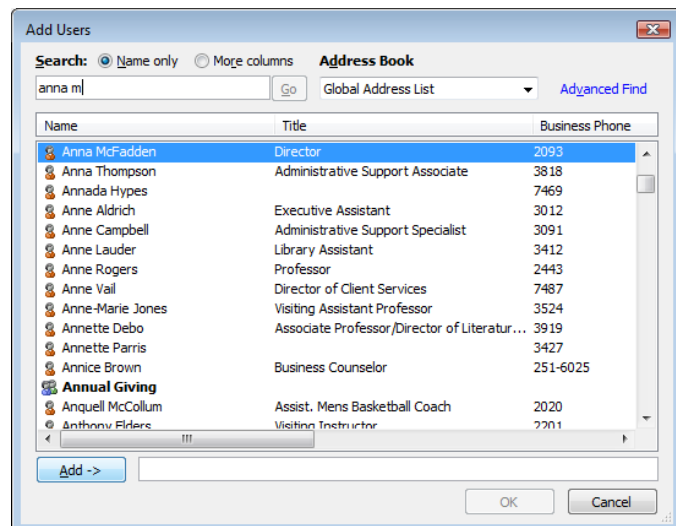 Add Users
Search: Name only More columns Address Book
anna m Go Global Address List Advanced Find
Name Title Business Phone
Anna McFadden Director 2093
Anna Thompson Administrative Support Associate 3818
Annada Hypes 7469
Anne Aldrich Executive Assistant 3012
Anne Campbell Administrative Support Specialist 3091
Anne Lauder Library Assistant 3412
Anne Rogers Professor 2443
Anne Vail Director of Client Services 7487
Anne-Marie Jones Visiting Assistant Professor 3524
Annette Debo Associate Professor/Director of Literatur... 3919
Annette Parris 3427
Annice Brown Business Counselor 251-6025
Annual Giving
Anquell McCollum Assist. Mens Basketball Coach 2020
Anthony Elders Visiting Instructor 2201
Add ->
OK Cancel